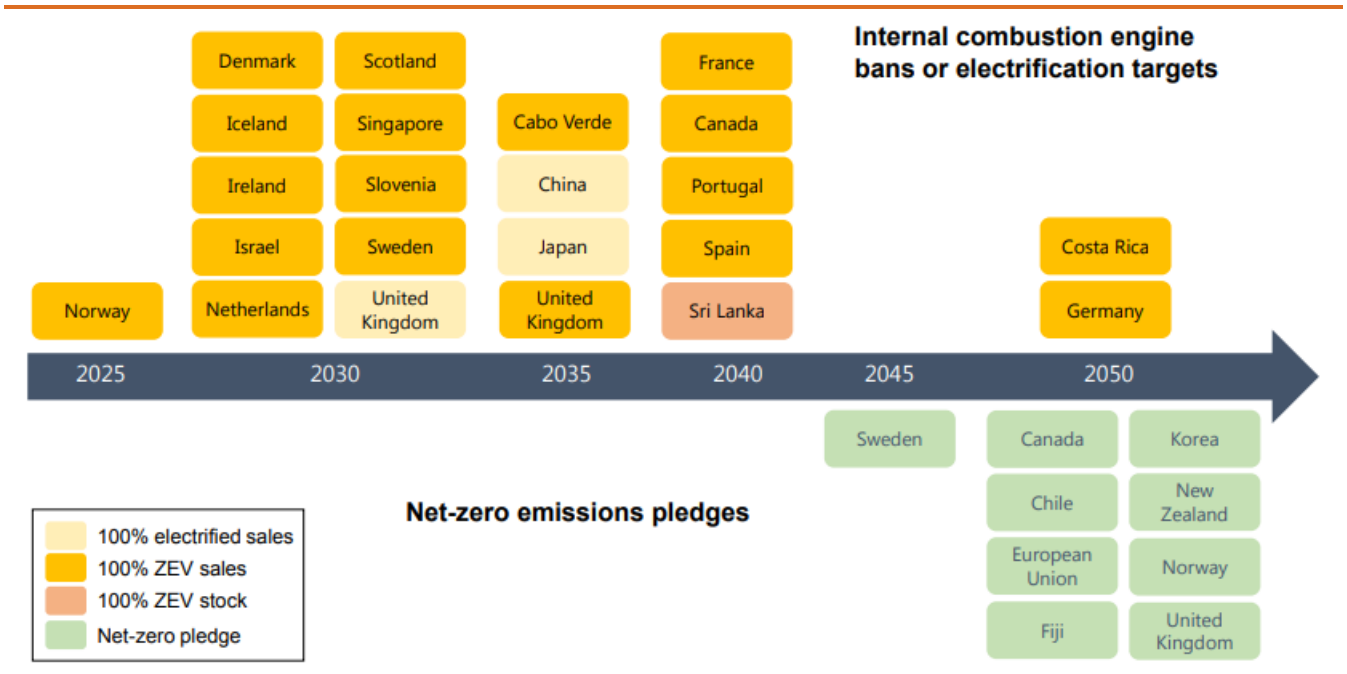 Internal combustion engine
bans or electrification targets
Denmark
Scotland
France
Iceland
Singapore
Cabo Verde
Canada
Ireland
Slovenia
China
Portugal
Israel
Sweden
Japan
Spain
Costa Rica
Norway
Netherlands
United
Kingdom
United
Kingdom
Sri Lanka
Germany
2025
2030
2035
2040
2045
2050
Sweden
Canada
Korea
Chile
New
Zealand
European
Union
Norway
Fiji
United
Kingdom
Net-zero emissions pledges
100% electrified sales
100% ZEV sales
100% ZEV stock
Net-zero pledge